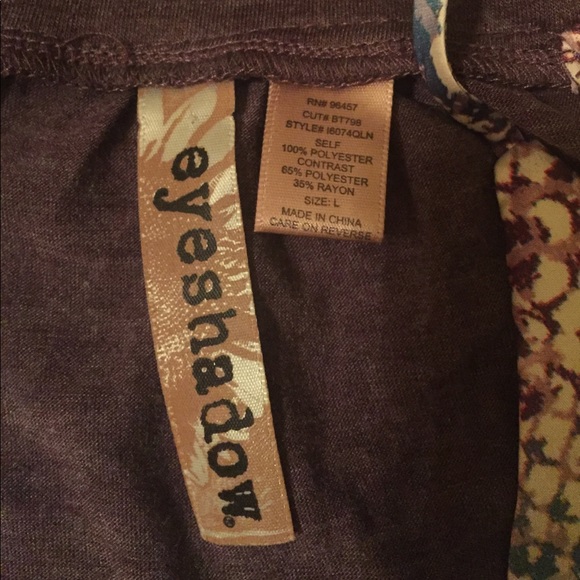 eyeshadow®
RN# 96457
CUT# BT798
STYLE# I6074QLN
SELF
100% POLYESTER
CONTRAST
65% POLYESTER
35% RAYON
SIZE: L
MADE IN CHINA
CARE ON REVERSE